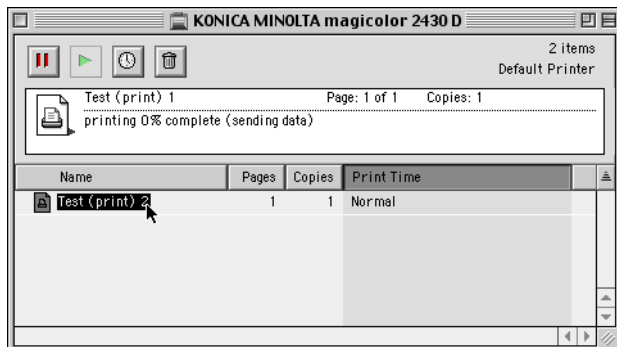 KONICA MINOLTA magicolor 2430 D
2 items
Default Printer
Test (print) 1 Page: 1 of 1 Copies: 1
printing 0% complete (sending data)
Name Pages Copies Print Time
Test (print) 2 1 1 Normal